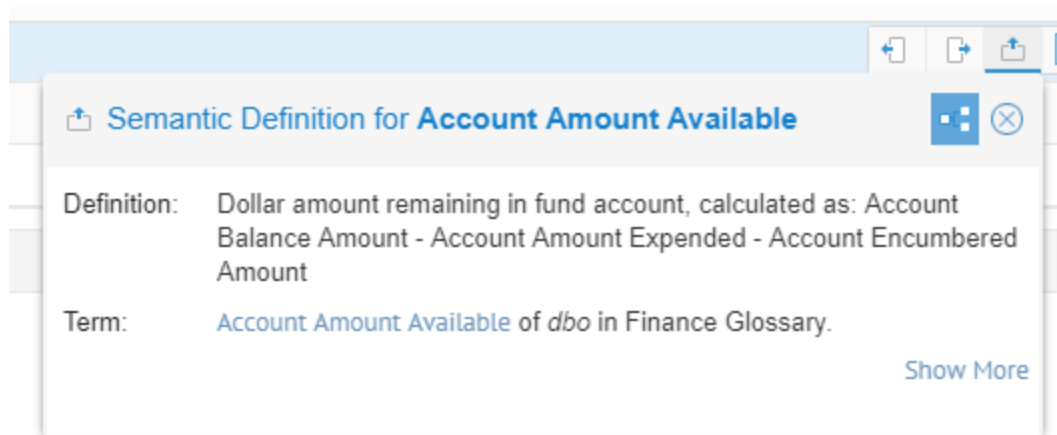 Semantic Definition for Account Amount Available
Definition: Dollar amount remaining in fund account, calculated as: Account
Balance Amount - Account Amount Expended - Account Encumbered
Amount
Term: Account Amount Available of dbo in Finance Glossary.
Show More